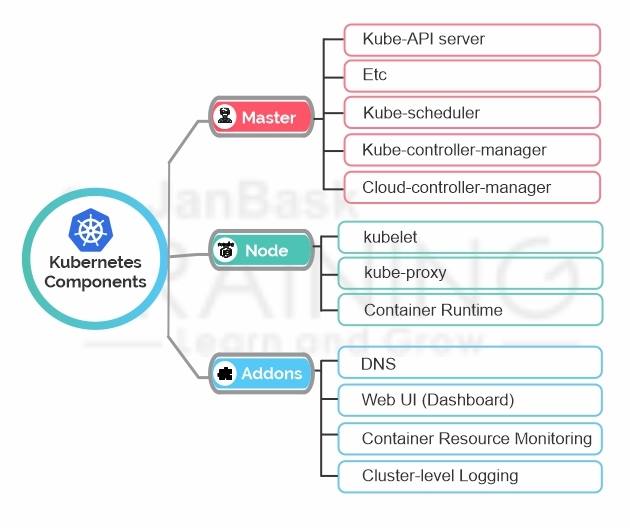 Kubernetes
Components
Master
Kube-API server
Etc
Kube-scheduler
Kube-controller-manager
Cloud-controller-manager
Node
kubelet
kube-proxy
Container Runtime
Addons
DNS
Web UI (Dashboard)
Container Resource Monitoring
Cluster-level Logging
JanBask
TRAINING
Learn and Grow